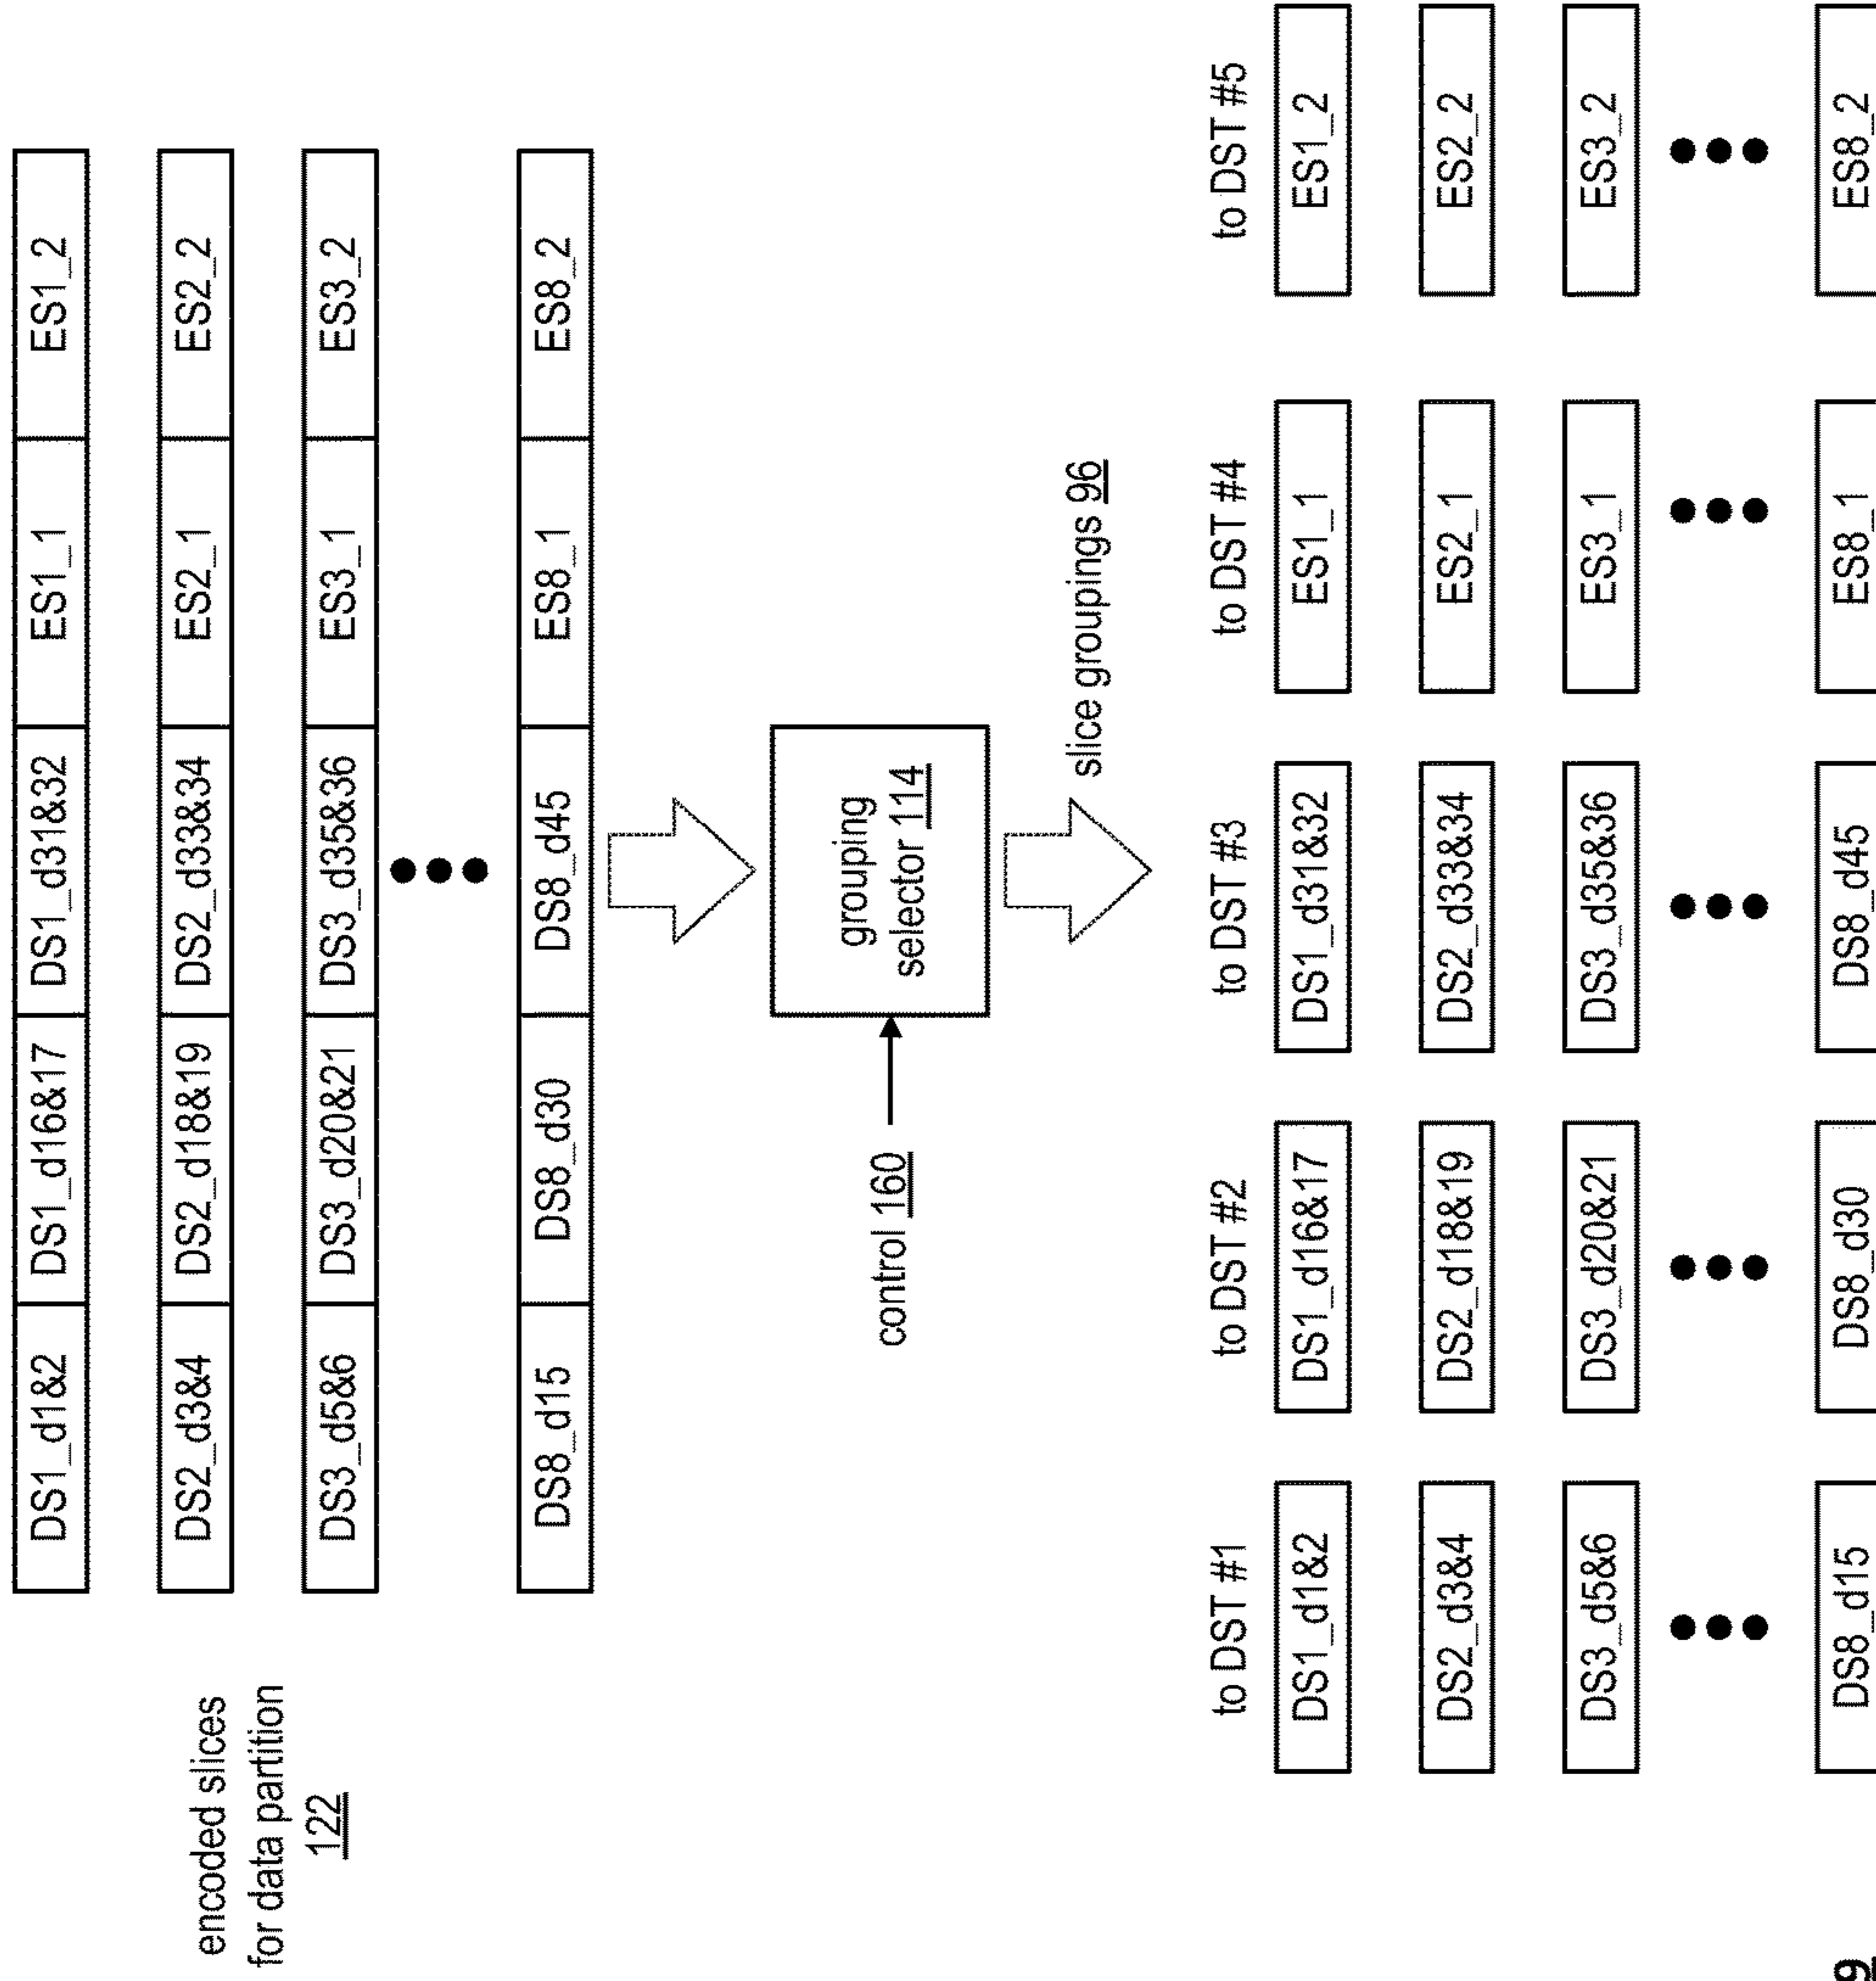 encoded slices
for data partition
122
DS1_d1&2 DS1_d16&17 DS1_d31&32 ES1_1 ES1_2
DS2_d3&4 DS2_d18&19 DS2_d33&34 ES2_1 ES2_2
DS3_d5&6 DS3_d20&21 DS3_d35&36 ES3_1 ES3_2
DS8_d15 DS8_d30 DS8_d45 ES8_1 ES8_2
control 160
grouping
selector 114
slice groupings 96
to DST #1 to DST #2 to DST #3 to DST #4 to DST #5
DS1_d1&2 DS1_d16&17 DS1_d31&32 ES1_1 ES1_2
DS2_d3&4 DS2_d18&19 DS2_d33&34 ES2_1 ES2_2
DS3_d5&6 DS3_d20&21 DS3_d35&36 ES3_1 ES3_2
DS8_d15 DS8_d30 DS8_d45 ES8_1 ES8_2
9